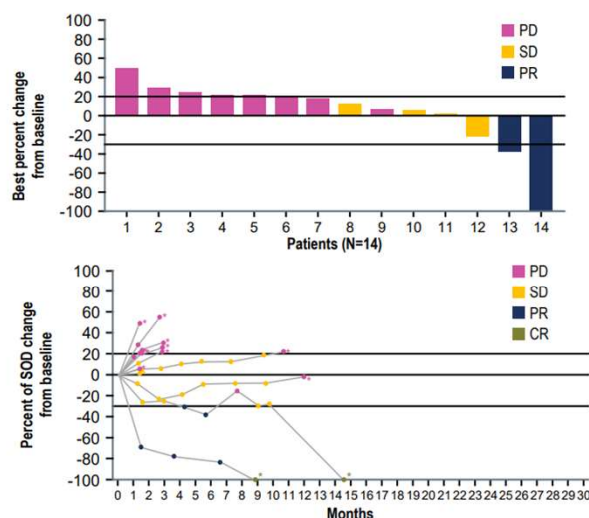 100
80
60
40
20
0
-20
-40
-60
-80
-100
Best percent change
from baseline
PD
SD
PR
1 2 3 4 5 6 7 8 9 10 11 12 13 14
Patients (N=14)
100
80
60
40
20
0
-20
-40
-60
-80
-100
Percent of SOD change
from baseline
PD
SD
PR
CR
0 1 2 3 4 5 6 7 8 9 10 11 12 13 14 15 16 17 18 19 20 21 22 23 24 25 26 27 28 29 30
Months